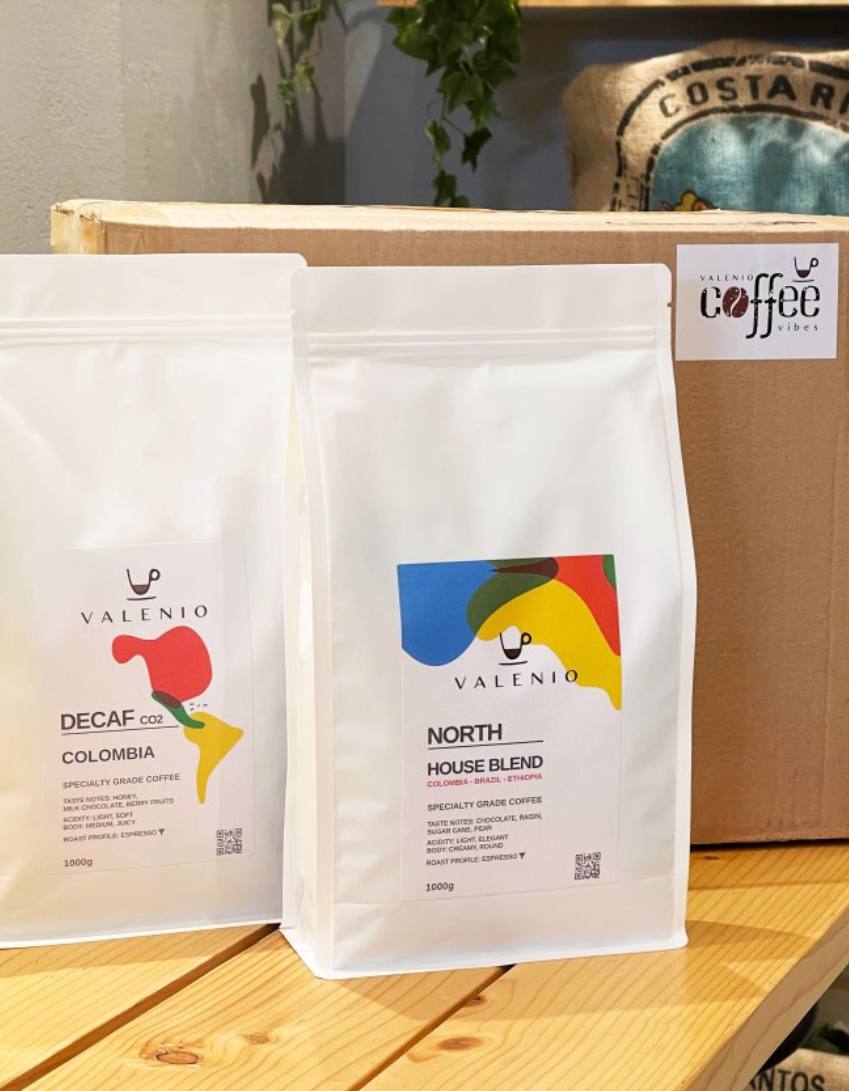 COSTA RI
VALENIO
coffee
vibes
VALENIO
DECAF CO2
COLOMBIA
SPECIALTY GRADE COFFEE
TASTE NOTES: HONEY,
MILK CHOCOLATE, BERRY FRUITS
ACIDITY: LIGHT, SOFT
BODY: MEDIUM, JUICY
ROAST PROFILE: ESPRESSO
1000g
VALENIO
NORTH
HOUSE BLEND
COLOMBIA - BRAZIL - ETHIOPIA
SPECIALTY GRADE COFFEE
TASTE NOTES: CHOCOLATE, RAISIN,
SUGAR CANE, PEAR
ACIDITY: LIGHT, ELEGANT
BODY: CREAMY, ROUND
ROAST PROFILE: ESPRESSO
1000g
ANTOS